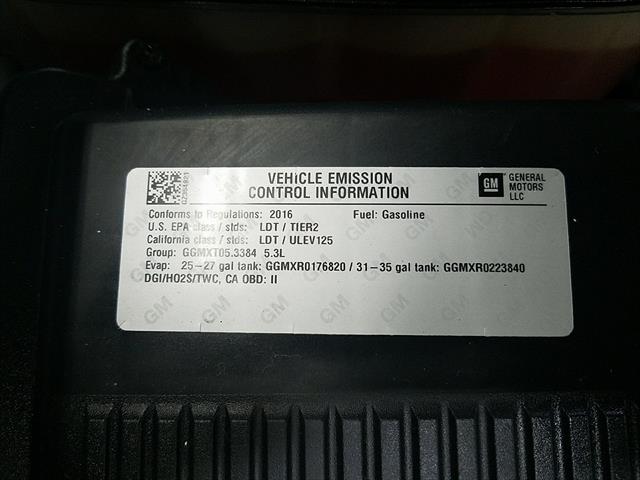 VEHICLE EMISSION
CONTROL INFORMATION
GM GENERAL
MOTORS
LLC
Conforms to Regulations: 2016 Fuel: Gasoline
U.S. EPA class / stds: LDT / TIER2
California class / stds: LDT / ULEV125
Group: GGMXT05.3384 5.3L
Evap: 25-27 gal tank: GGMXR0176820 / 31-35 gal tank: GGMXR0223840
DGI/HO2S/TWC, CA OBD: II